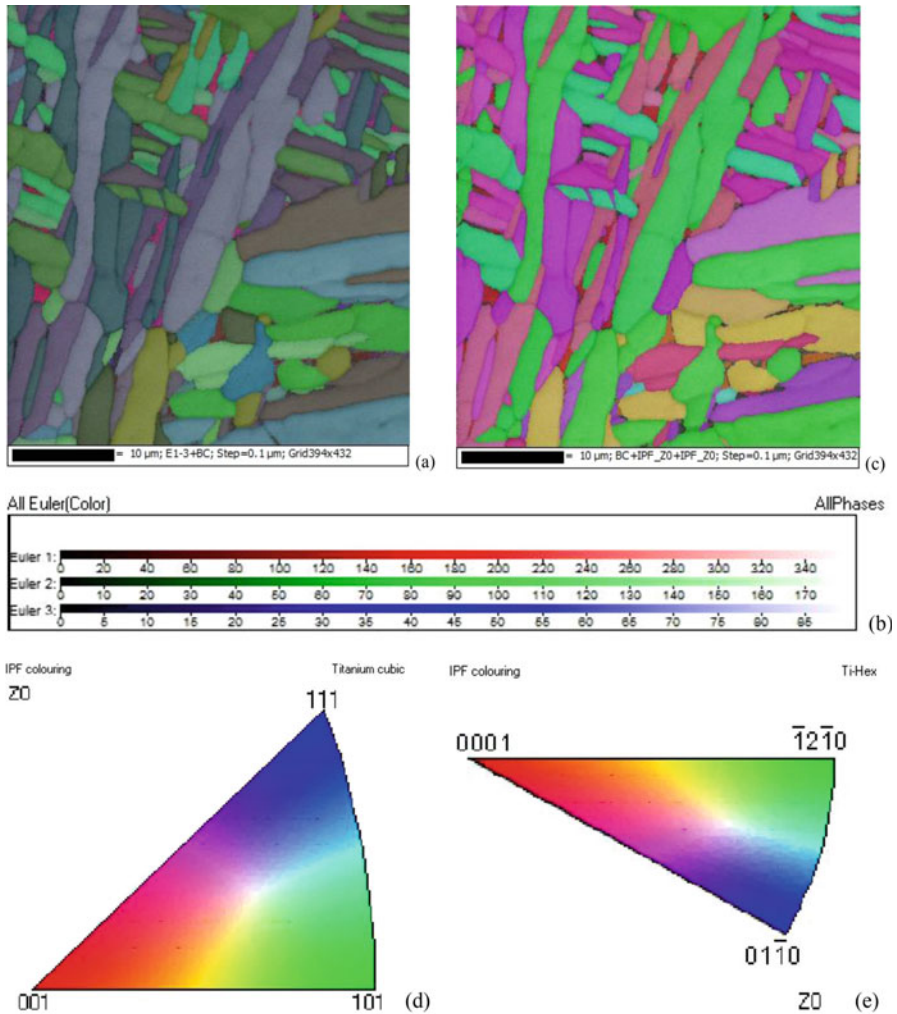 = 10 µm; E1-3+BC; Step=0.1 µm; Grid394x432
(a)
= 10 µm; BC+IPF_Z0+IPF_Z0; Step=0.1 µm; Grid394x432
(c)
All Euler(Color) AllPhases
Euler 1:
0 20 40 60 80 100 120 140 160 180 200 220 240 260 280 300 320 340
Euler 2:
0 10 20 30 40 50 60 70 80 90 100 110 120 130 140 150 160 170
Euler 3:
0 5 10 15 20 25 30 35 40 45 50 55 60 65 70 75 80 85
(b)
IPF colouring Titanium cubic
Z0
111
001 101
(d)
IPF colouring Ti-Hex
0001 1̅21̅0
011̅0
Z0
(e)